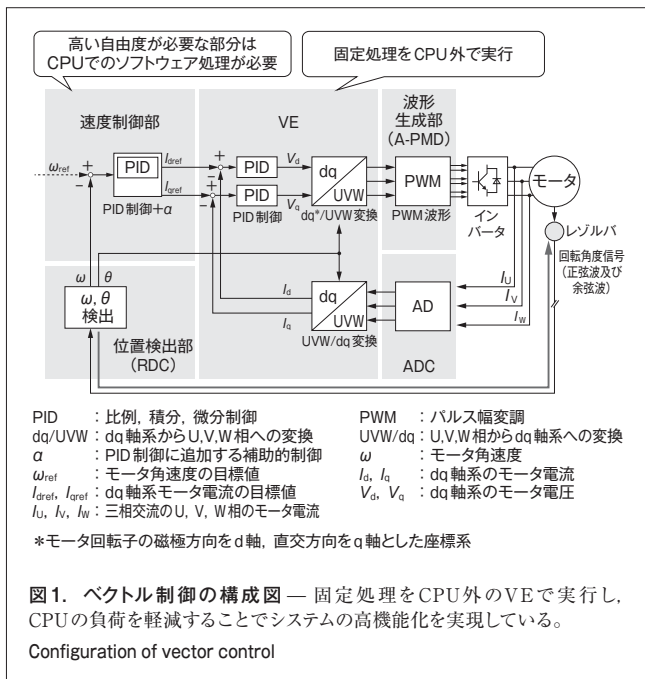 高い自由度が必要な部分は
CPUでのソフトウェア処理が必要
固定処理をCPU外で実行
速度制御部
VE
波形
生成部
(A-PMD)
ωref
+
−
PID
PID制御+α
Idref
Iqref
+
−
+
−
PID
PID
PID制御
Vd
Vq
dq
UVW
dq*/UVW変換
PWM
PWM波形
イン
バータ
モータ
レゾルバ
回転角度信号
(正弦波及び
余弦波)
ω
θ
ω, θ
検出
位置検出部
(RDC)
Id
Iq
dq
UVW
UVW/dq変換
AD
ADC
IU
IV
IW
PID :比例, 積分, 微分制御
dq/UVW :dq軸系からU,V,W相への変換
α :PID制御に追加する補助的制御
ωref :モータ角速度の目標値
Idref, Iqref :dq軸系モータ電流の目標値
IU, IV, IW :三相交流のU, V, W相のモータ電流
PWM :パルス幅変調
UVW/dq :U,V,W相からdq軸系への変換
ω :モータ角速度
Id, Iq :dq軸系のモータ電流
Vd, Vq :dq軸系のモータ電圧
*モータ回転子の磁極方向をd軸, 直交方向をq軸とした座標系
図1. ベクトル制御の構成図 — 固定処理をCPU外のVEで実行し,
CPUの負荷を軽減することでシステムの高機能化を実現している。
Configuration of vector control